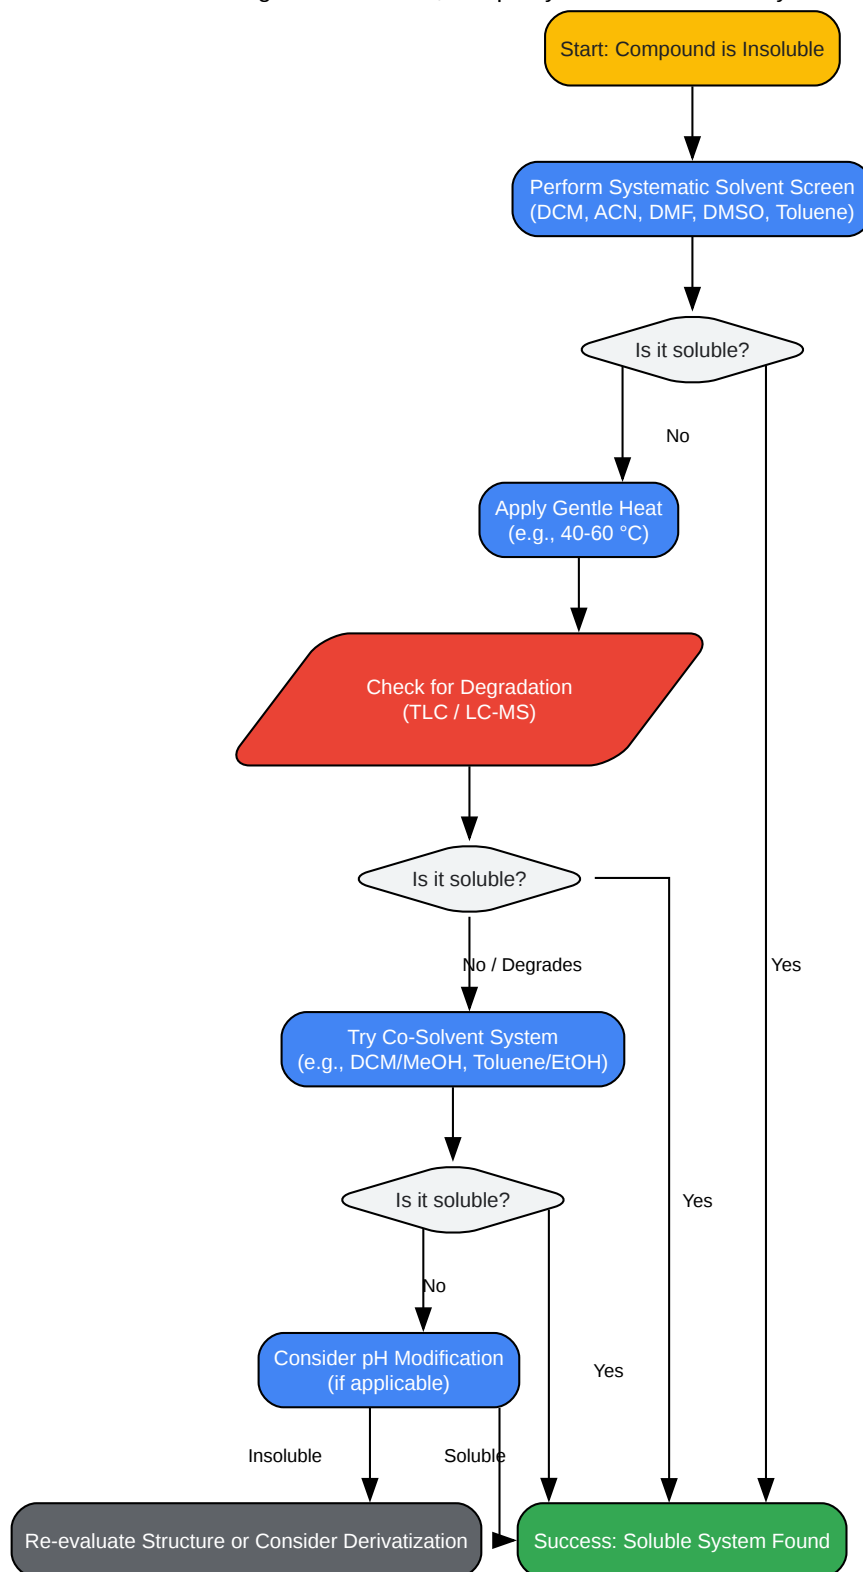 Start: Compound is Insoluble
Perform Systematic Solvent Screen
(DCM, ACN, DMF, DMSO, Toluene)
Is it soluble?
No
Apply Gentle Heat
(e.g., 40-60 °C)
Check for Degradation
(TLC / LC-MS)
Is it soluble?
No / Degrades
Yes
Try Co-Solvent System
(e.g., DCM/MeOH, Toluene/EtOH)
Is it soluble?
Yes
No
Consider pH Modification
(if applicable)
Yes
Insoluble
Soluble
Re-evaluate Structure or Consider Derivatization
Success: Soluble System Found